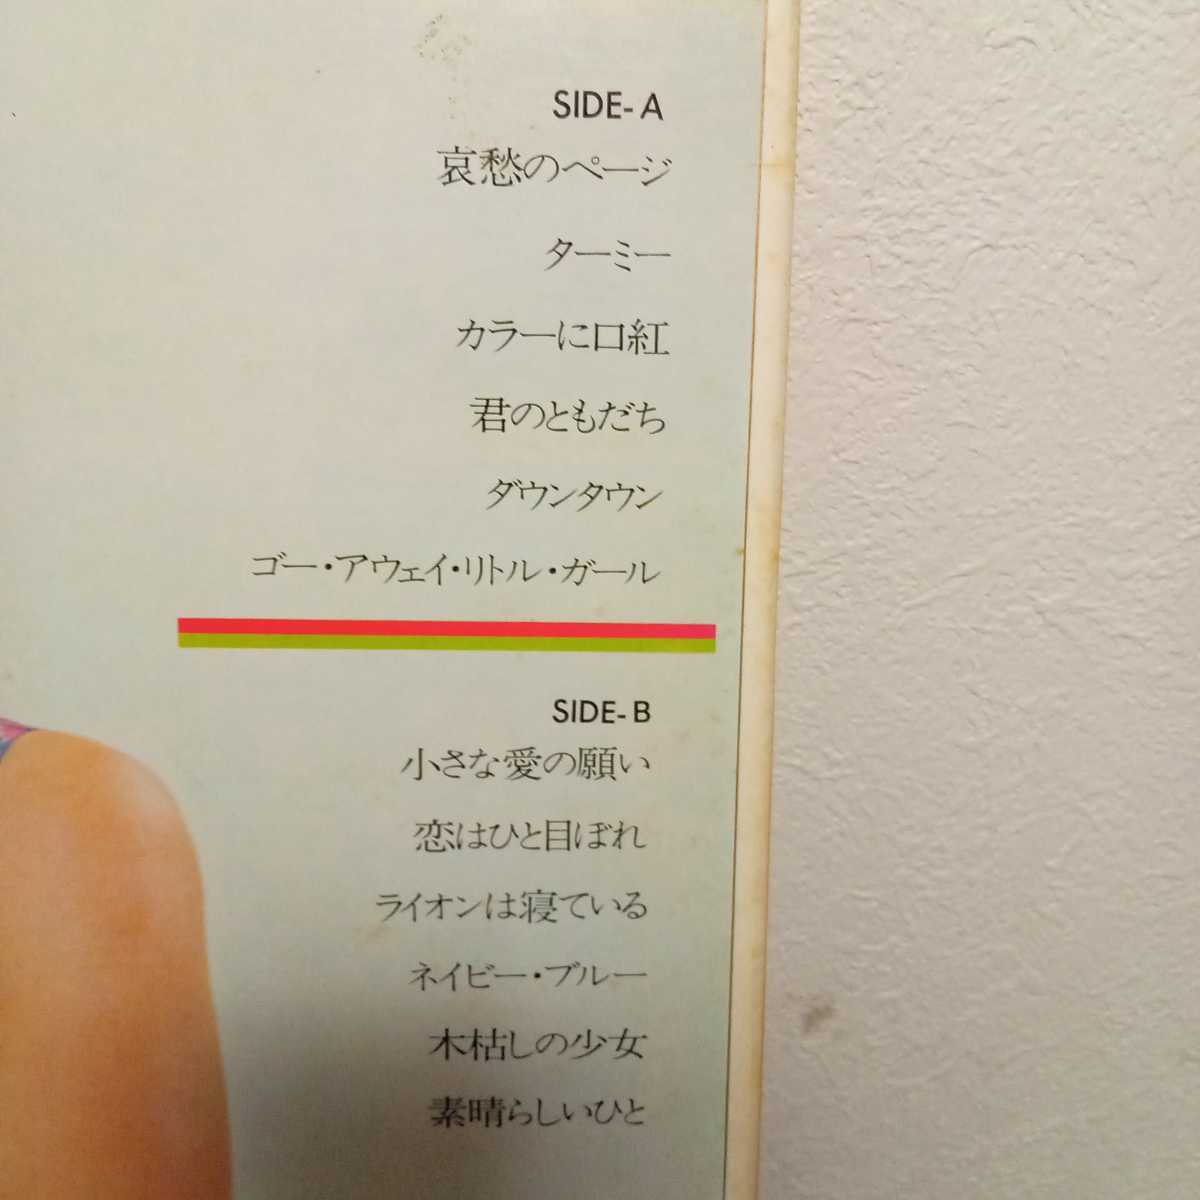 SIDE-A
哀愁のページ
ターミー
カラーに口紅
君のともだち
ダウンタウン
ゴー・アウェイ・リトル・ガール
SIDE-B
小さな愛の願い
恋はひと目ぼれ
ライオンは寝ている
ネイビー・ブルー
木枯しの少女
素晴らしいひと